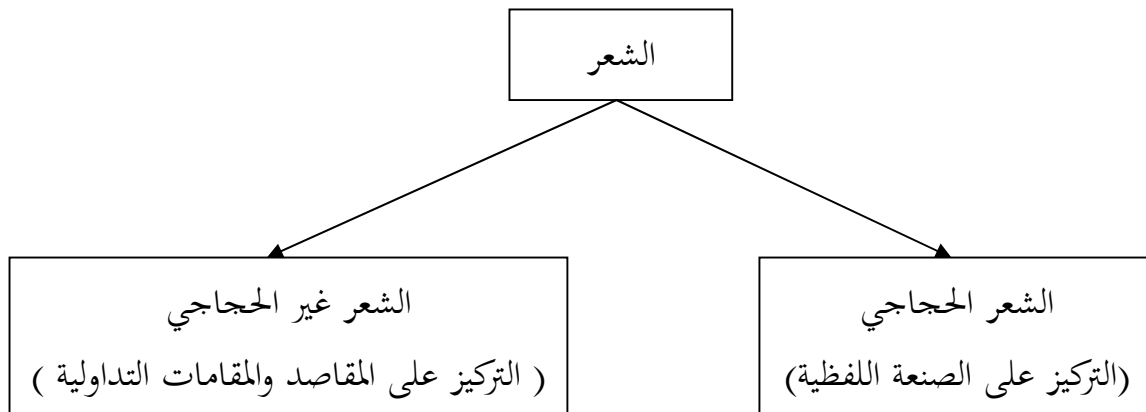 الشعر
الشعر الحجاجي
(التركيز على الصنعة اللفظية)
الشعر غير الحجاجي
( التركيز على المقاصد والمقامات التداولية )